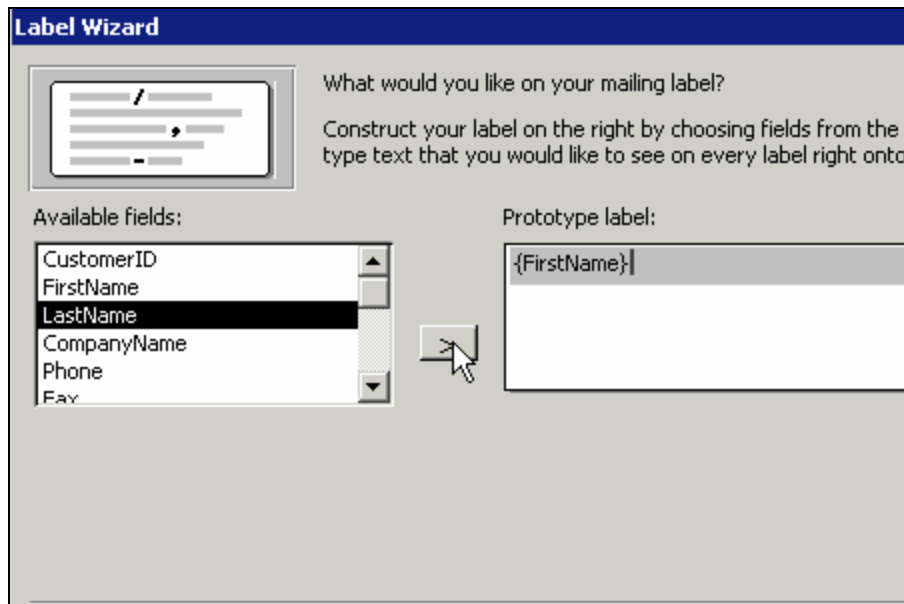 Label Wizard
What would you like on your mailing label?
Construct your label on the right by choosing fields from the
type text that you would like to see on every label right onto
Available fields:
Prototype label:
CustomerID
FirstName
LastName
CompanyName
Phone
Fax
{FirstName}
>